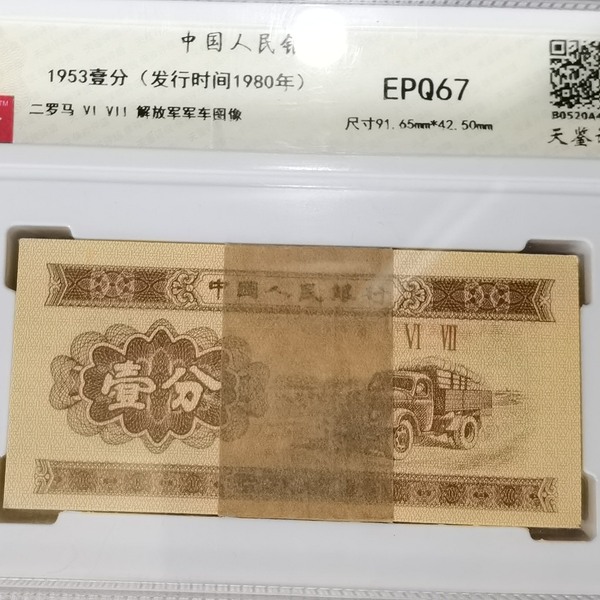 中国人民银
1953壹分（发行时间1980年）
EPQ67
二罗马 VI VII 解放军军车图像
尺寸91.65mm*42.50mm
B0520A4
天鉴
TM
中国人民银行
VI VII
壹分